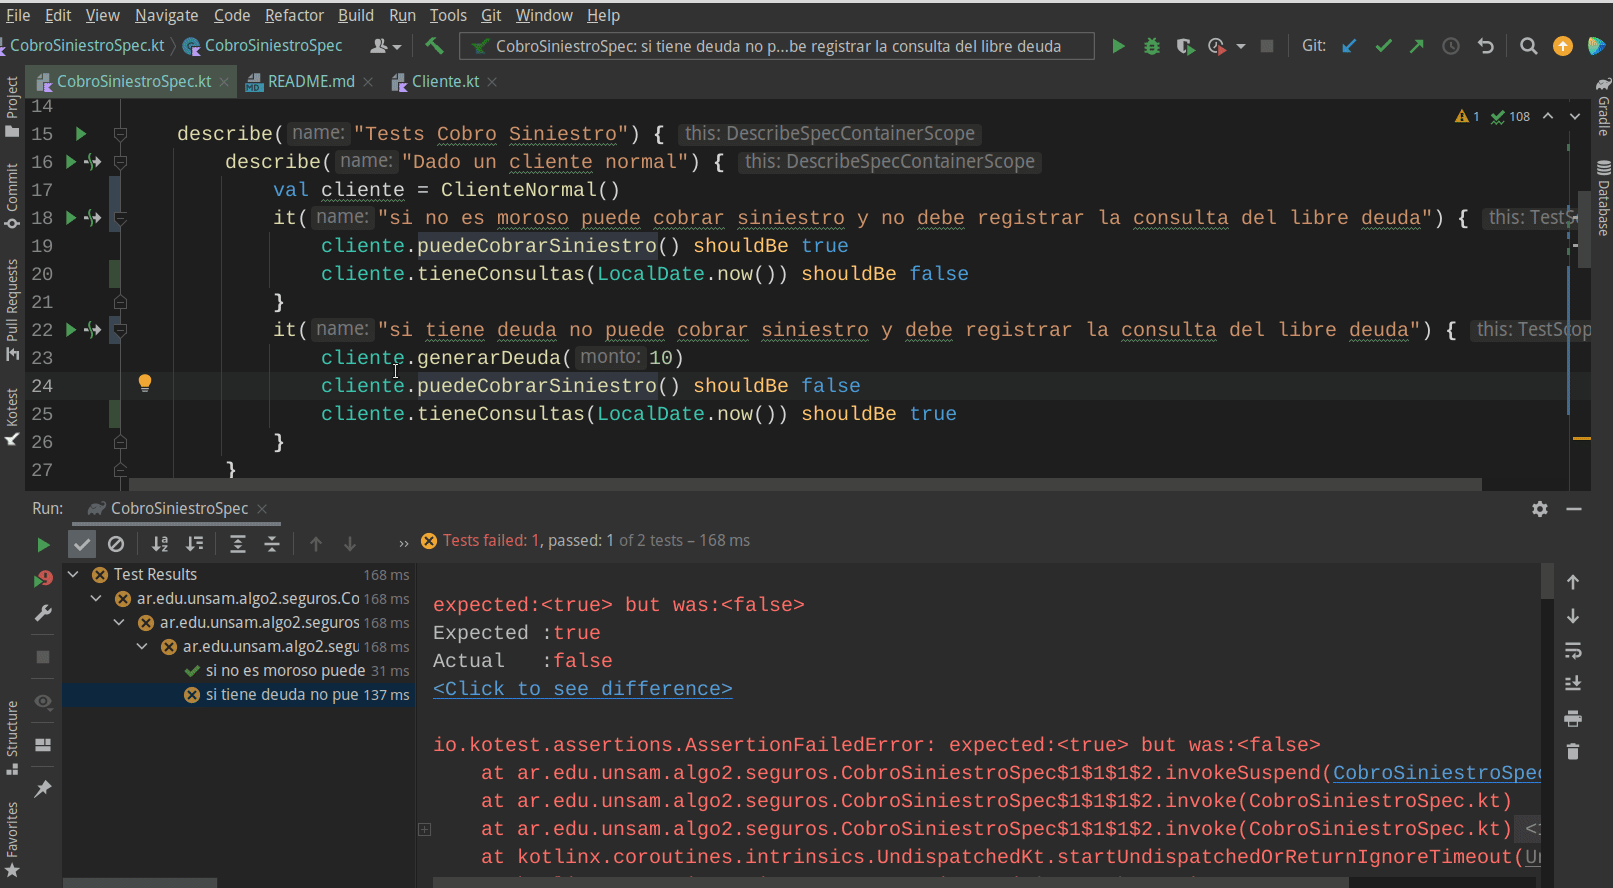 File Edit View Navigate Code Refactor Build Run Tools Git Window Help
CobroSiniestroSpec.kt CobroSiniestroSpec CobroSiniestroSpec: si tiene deuda no p...be registrar la consulta del libre deuda Git:
CobroSiniestroSpec.kt README.md Cliente.kt
14
15 describe( name: "Tests Cobro Siniestro") { this: DescribeSpecContainerScope
16 describe( name: "Dado un cliente normal") { this: DescribeSpecContainerScope
17 val cliente = ClienteNormal()
18 it( name: "si no es moroso puede cobrar siniestro y no debe registrar la consulta del libre deuda") { this: TestS
19 cliente.puedeCobrarSiniestro() shouldBe true
20 cliente.tieneConsultas(LocalDate.now()) shouldBe false
21 }
22 it( name: "si tiene deuda no puede cobrar siniestro y debe registrar la consulta del libre deuda") { this: TestScop
23 cliente.generarDeuda( monto: 10)
24 cliente.puedeCobrarSiniestro() shouldBe false
25 cliente.tieneConsultas(LocalDate.now()) shouldBe true
26 }
27 }
1 108
Project
Commit
Pull Requests
Kotest
Structure
Favorites
Gradle
Database
Run: CobroSiniestroSpec
» Tests failed: 1, passed: 1 of 2 tests – 168 ms
Test Results 168 ms
ar.edu.unsam.algo2.seguros.Co 168 ms
ar.edu.unsam.algo2.seguros 168 ms
ar.edu.unsam.algo2.segu 168 ms
si no es moroso puede 31 ms
si tiene deuda no pue 137 ms
expected:<true> but was:<false>
Expected :true
Actual :false
<Click to see difference>
io.kotest.assertions.AssertionFailedError: expected:<true> but was:<false>
at ar.edu.unsam.algo2.seguros.CobroSiniestroSpec$1$1$1$2.invokeSuspend(CobroSiniestroSpec
at ar.edu.unsam.algo2.seguros.CobroSiniestroSpec$1$1$1$2.invoke(CobroSiniestroSpec.kt)
at ar.edu.unsam.algo2.seguros.CobroSiniestroSpec$1$1$1$2.invoke(CobroSiniestroSpec.kt)
at kotlinx.coroutines.intrinsics.UndispatchedKt.startUndispatchedOrReturnIgnoreTimeout(Un